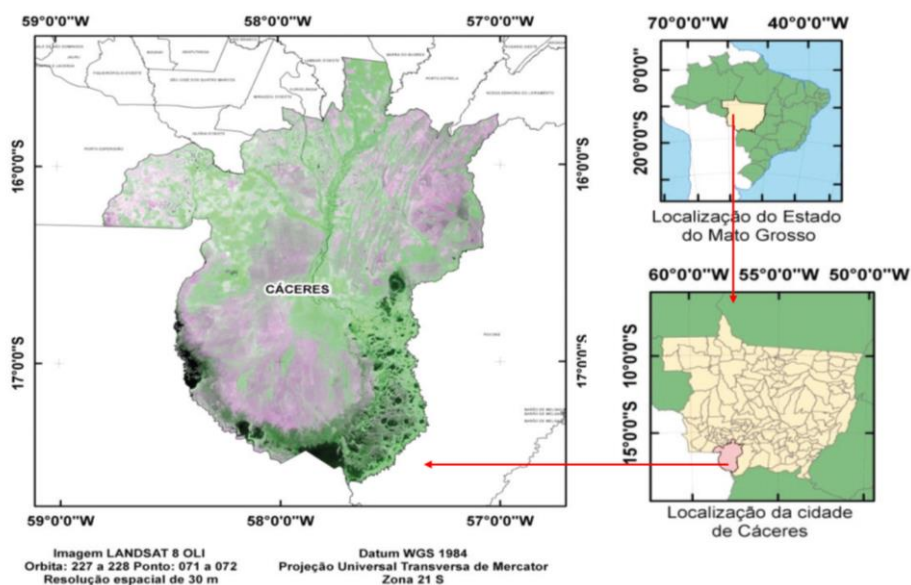 59°0'0"W
58°0'0"W
57°0'0"W
70°0'0"W
40°0'0"W
0°0'0"
20°0'0"S
16°0'0"S
16°0'0"S
17°0'0"S
17°0'0"S
CÁCERES
PORTO ESTRELA
Localização do Estado
do Mato Grosso
60°0'0"W
55°0'0"W
50°0'0"W
10°0'0"S
15°0'0"S
Localização da cidade
de Cáceres
59°0'0"W
58°0'0"W
57°0'0"W
Imagem LANDSAT 8 OLI
Orbita: 227 a 228 Ponto: 071 a 072
Resolução espacial de 30 m
Datum WGS 1984
Projeção Universal Transversa de Mercator
Zona 21 S